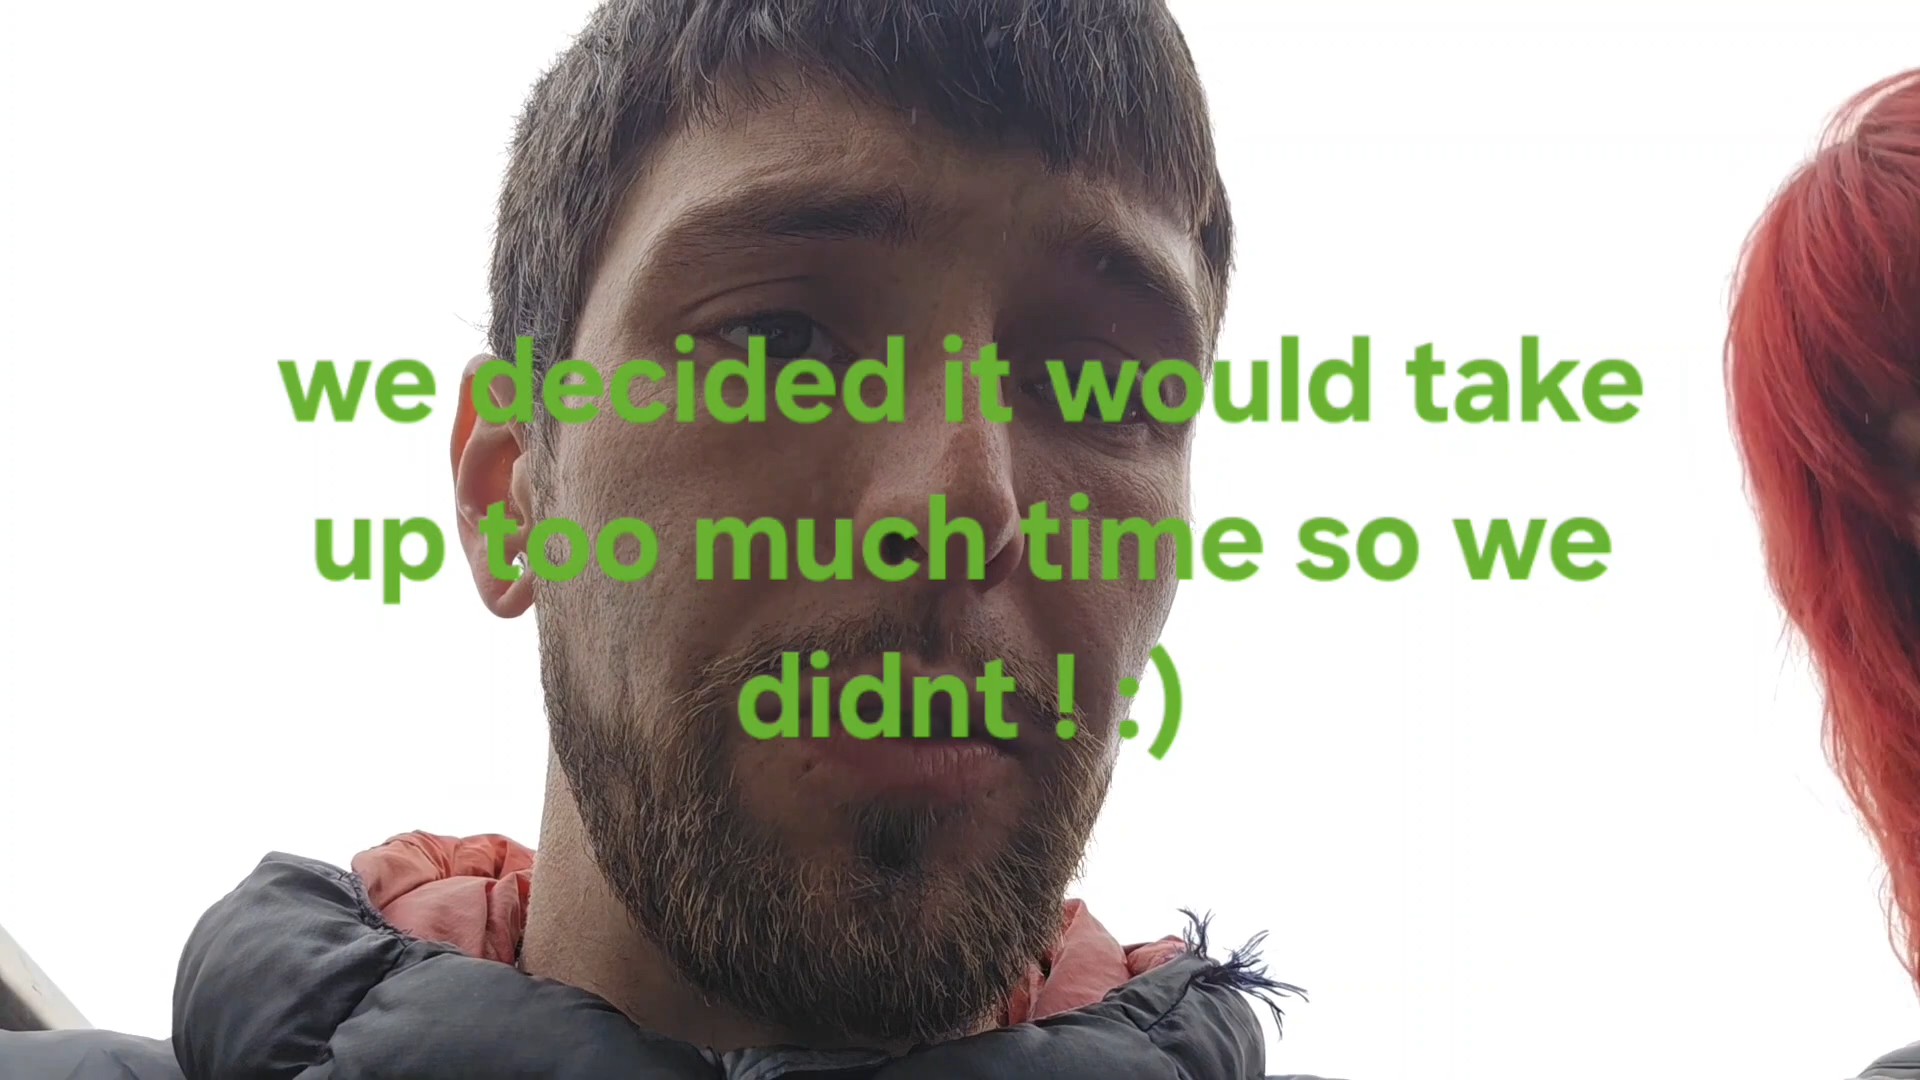 we decided it would take
up too much time so we
didnt ! :)